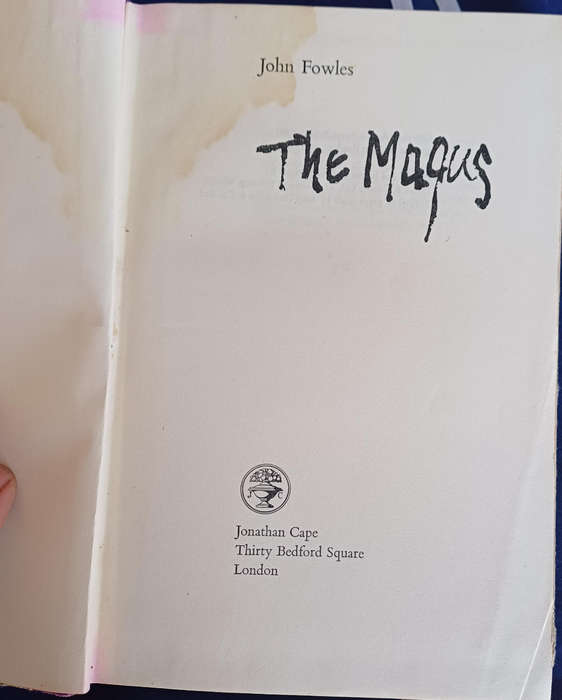 John Fowles
The Magus
J C
Jonathan Cape
Thirty Bedford Square
London